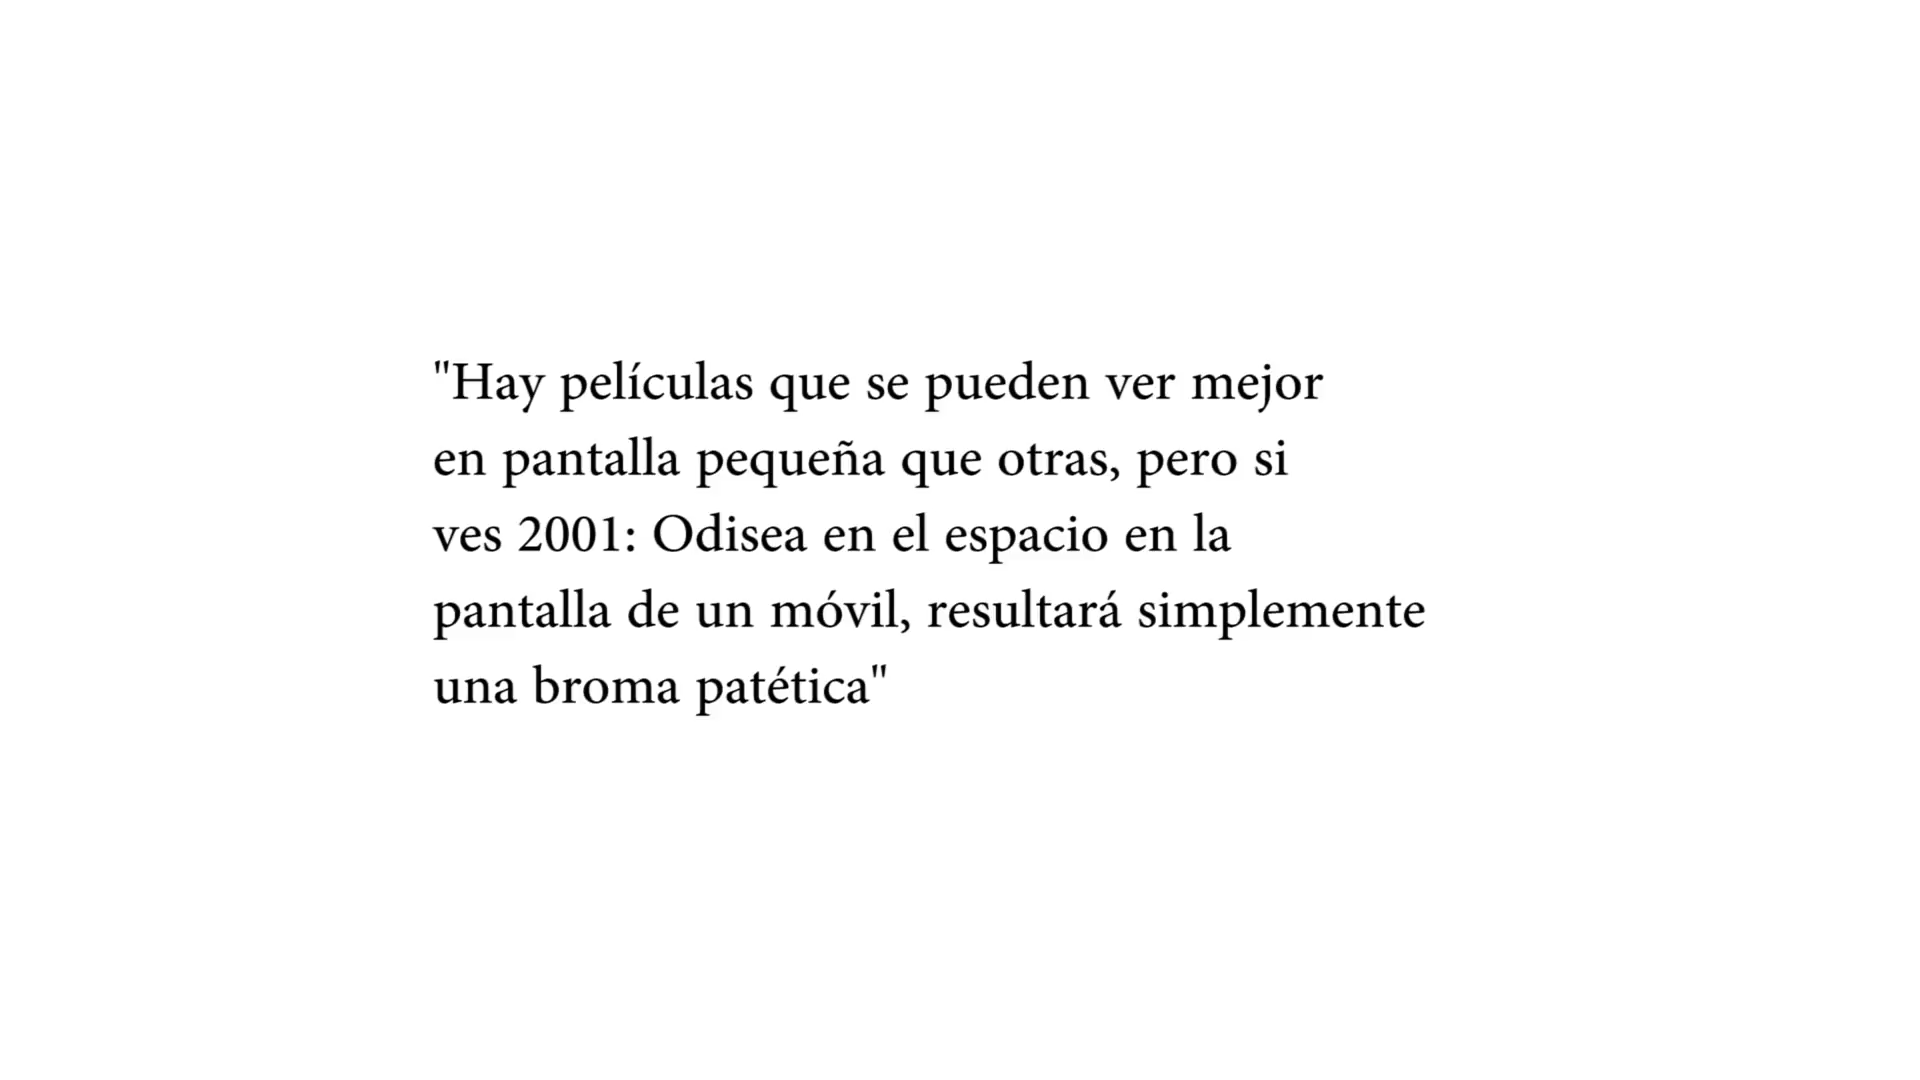 "Hay películas que se pueden ver mejor
en pantalla pequeña que otras, pero si
ves 2001: Odisea en el espacio en la
pantalla de un móvil, resultará simplemente
una broma patética"